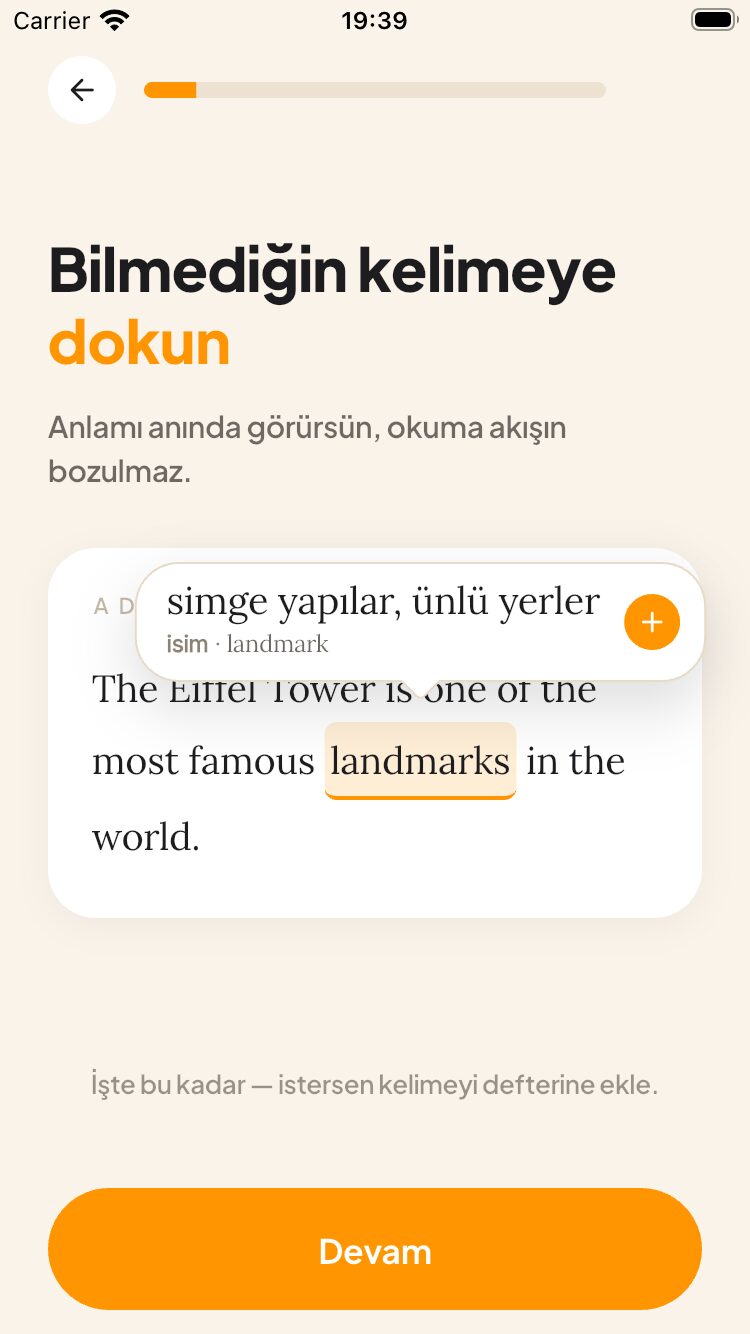 Carrier
19:39
Bilmediğin kelimeye
dokun
Anlamı anında görürsün, okuma akışın
bozulmaz.
simge yapılar, ünlü yerler
isim · landmark
A D
The Eiffel Tower is one of the
most famous landmarks in the
world.
İşte bu kadar — istersen kelimeyi defterine ekle.
Devam